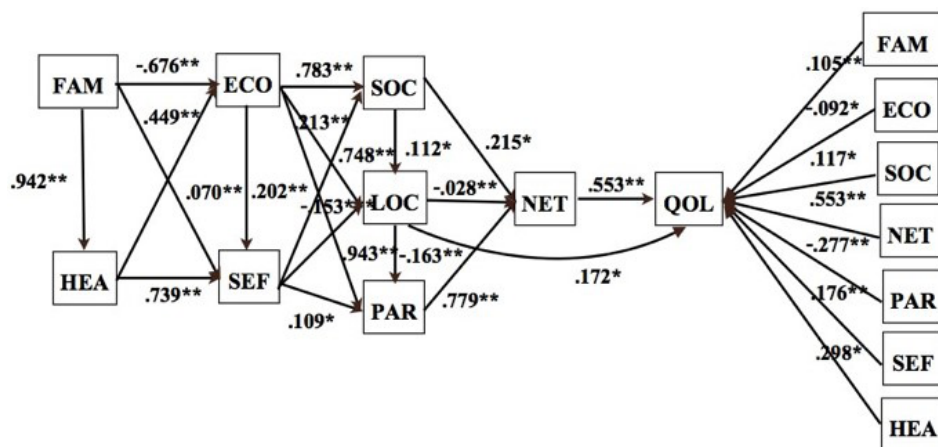 FAM
-.676**
ECO
.783**
SOC
.449**
.213**
.748**
.112*
.215*
.942**
.070**
.202**
-.153**
LOC
-.028**
NET
.553**
QOL
HEA
.739**
SEF
.943**
-.163**
.172*
.109*
PAR
.779**
FAM
.105**
ECO
-.092*
SOC
.117*
.553**
NET
-.277**
PAR
.176**
SEF
.298*
HEA